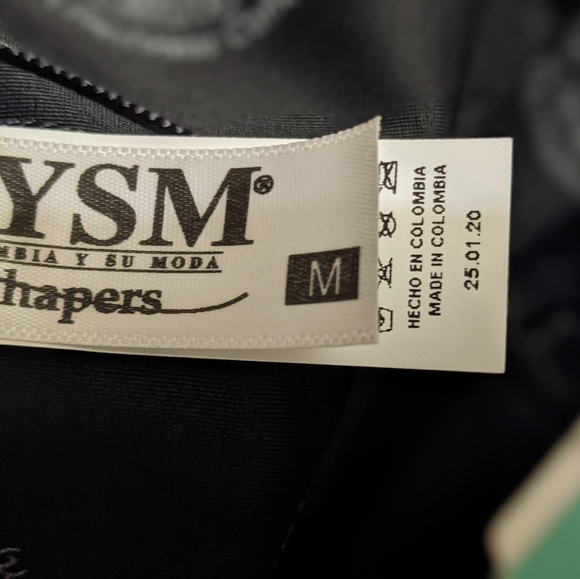 YSM®
MBIA Y SU MODA
hapers
M
HECHO EN COLOMBIA
MADE IN COLOMBIA
25.01.20